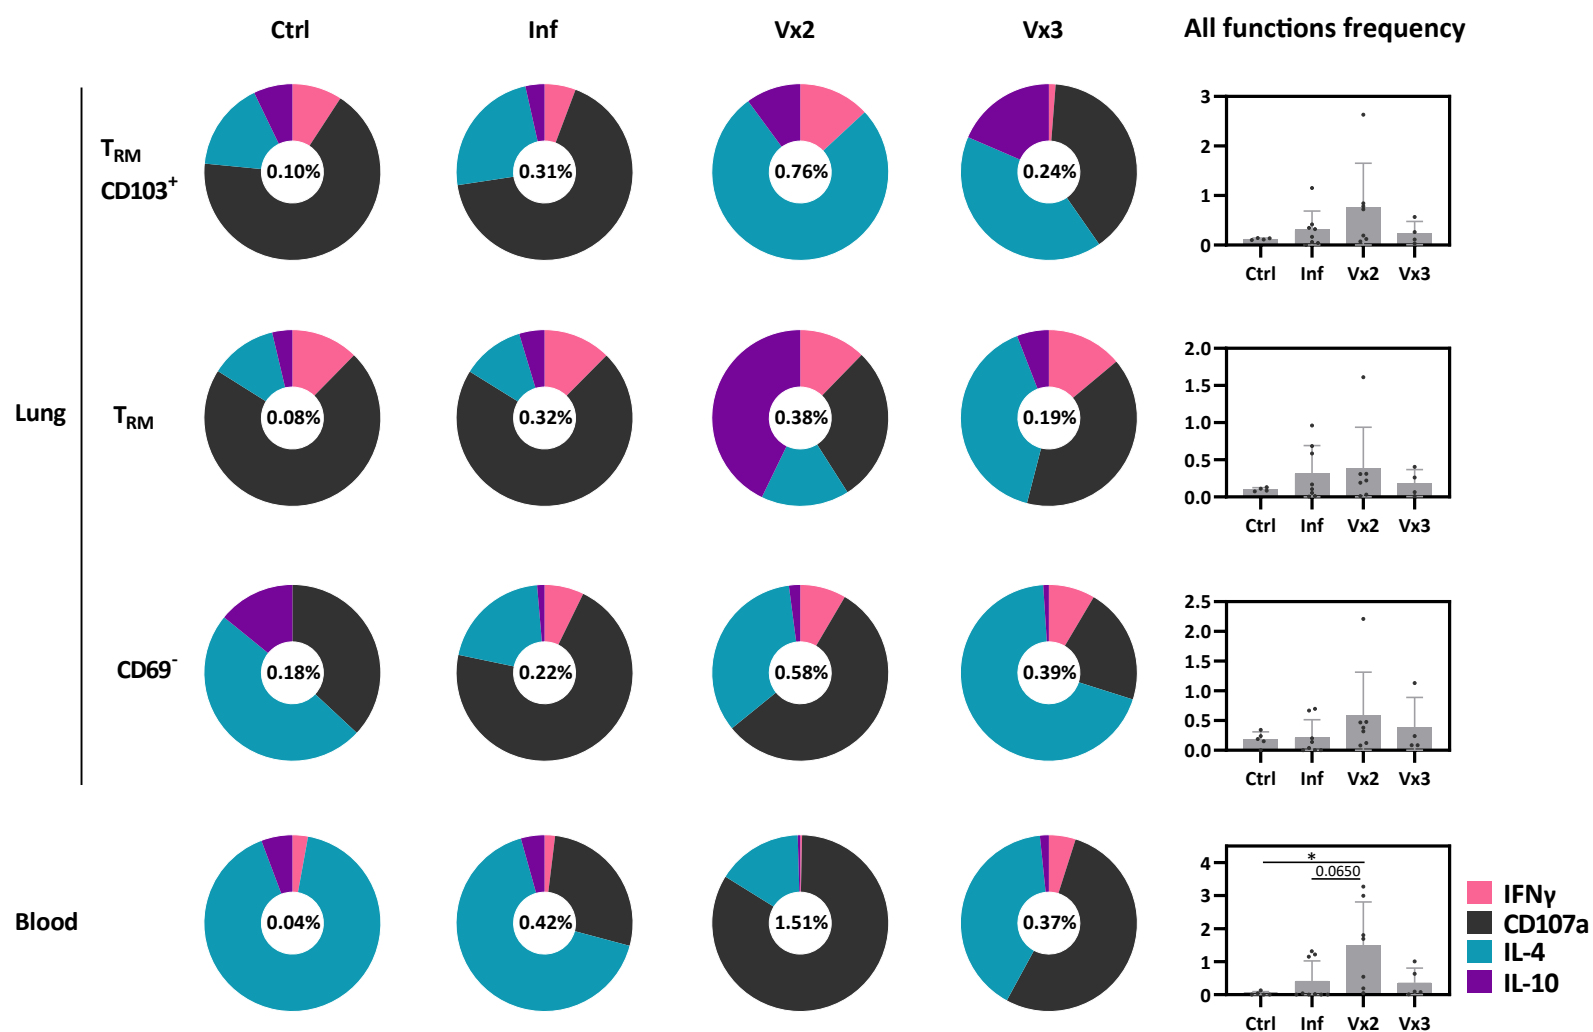 Ctrl Inf Vx2 Vx3 All functions frequency
Lung
TRM
CD103+
0.10% 0.31% 0.76% 0.24%
3
2
1
0
Ctrl Inf Vx2 Vx3
TRM
0.08% 0.32% 0.38% 0.19%
2.0
1.5
1.0
0.5
0.0
Ctrl Inf Vx2 Vx3
CD69-
0.18% 0.22% 0.58% 0.39%
2.5
2.0
1.5
1.0
0.5
0.0
Ctrl Inf Vx2 Vx3
Blood
0.04% 0.42% 1.51% 0.37%
4
3
2
1
0
*
0.0650
Ctrl Inf Vx2 Vx3
IFNγ
CD107a
IL-4
IL-10